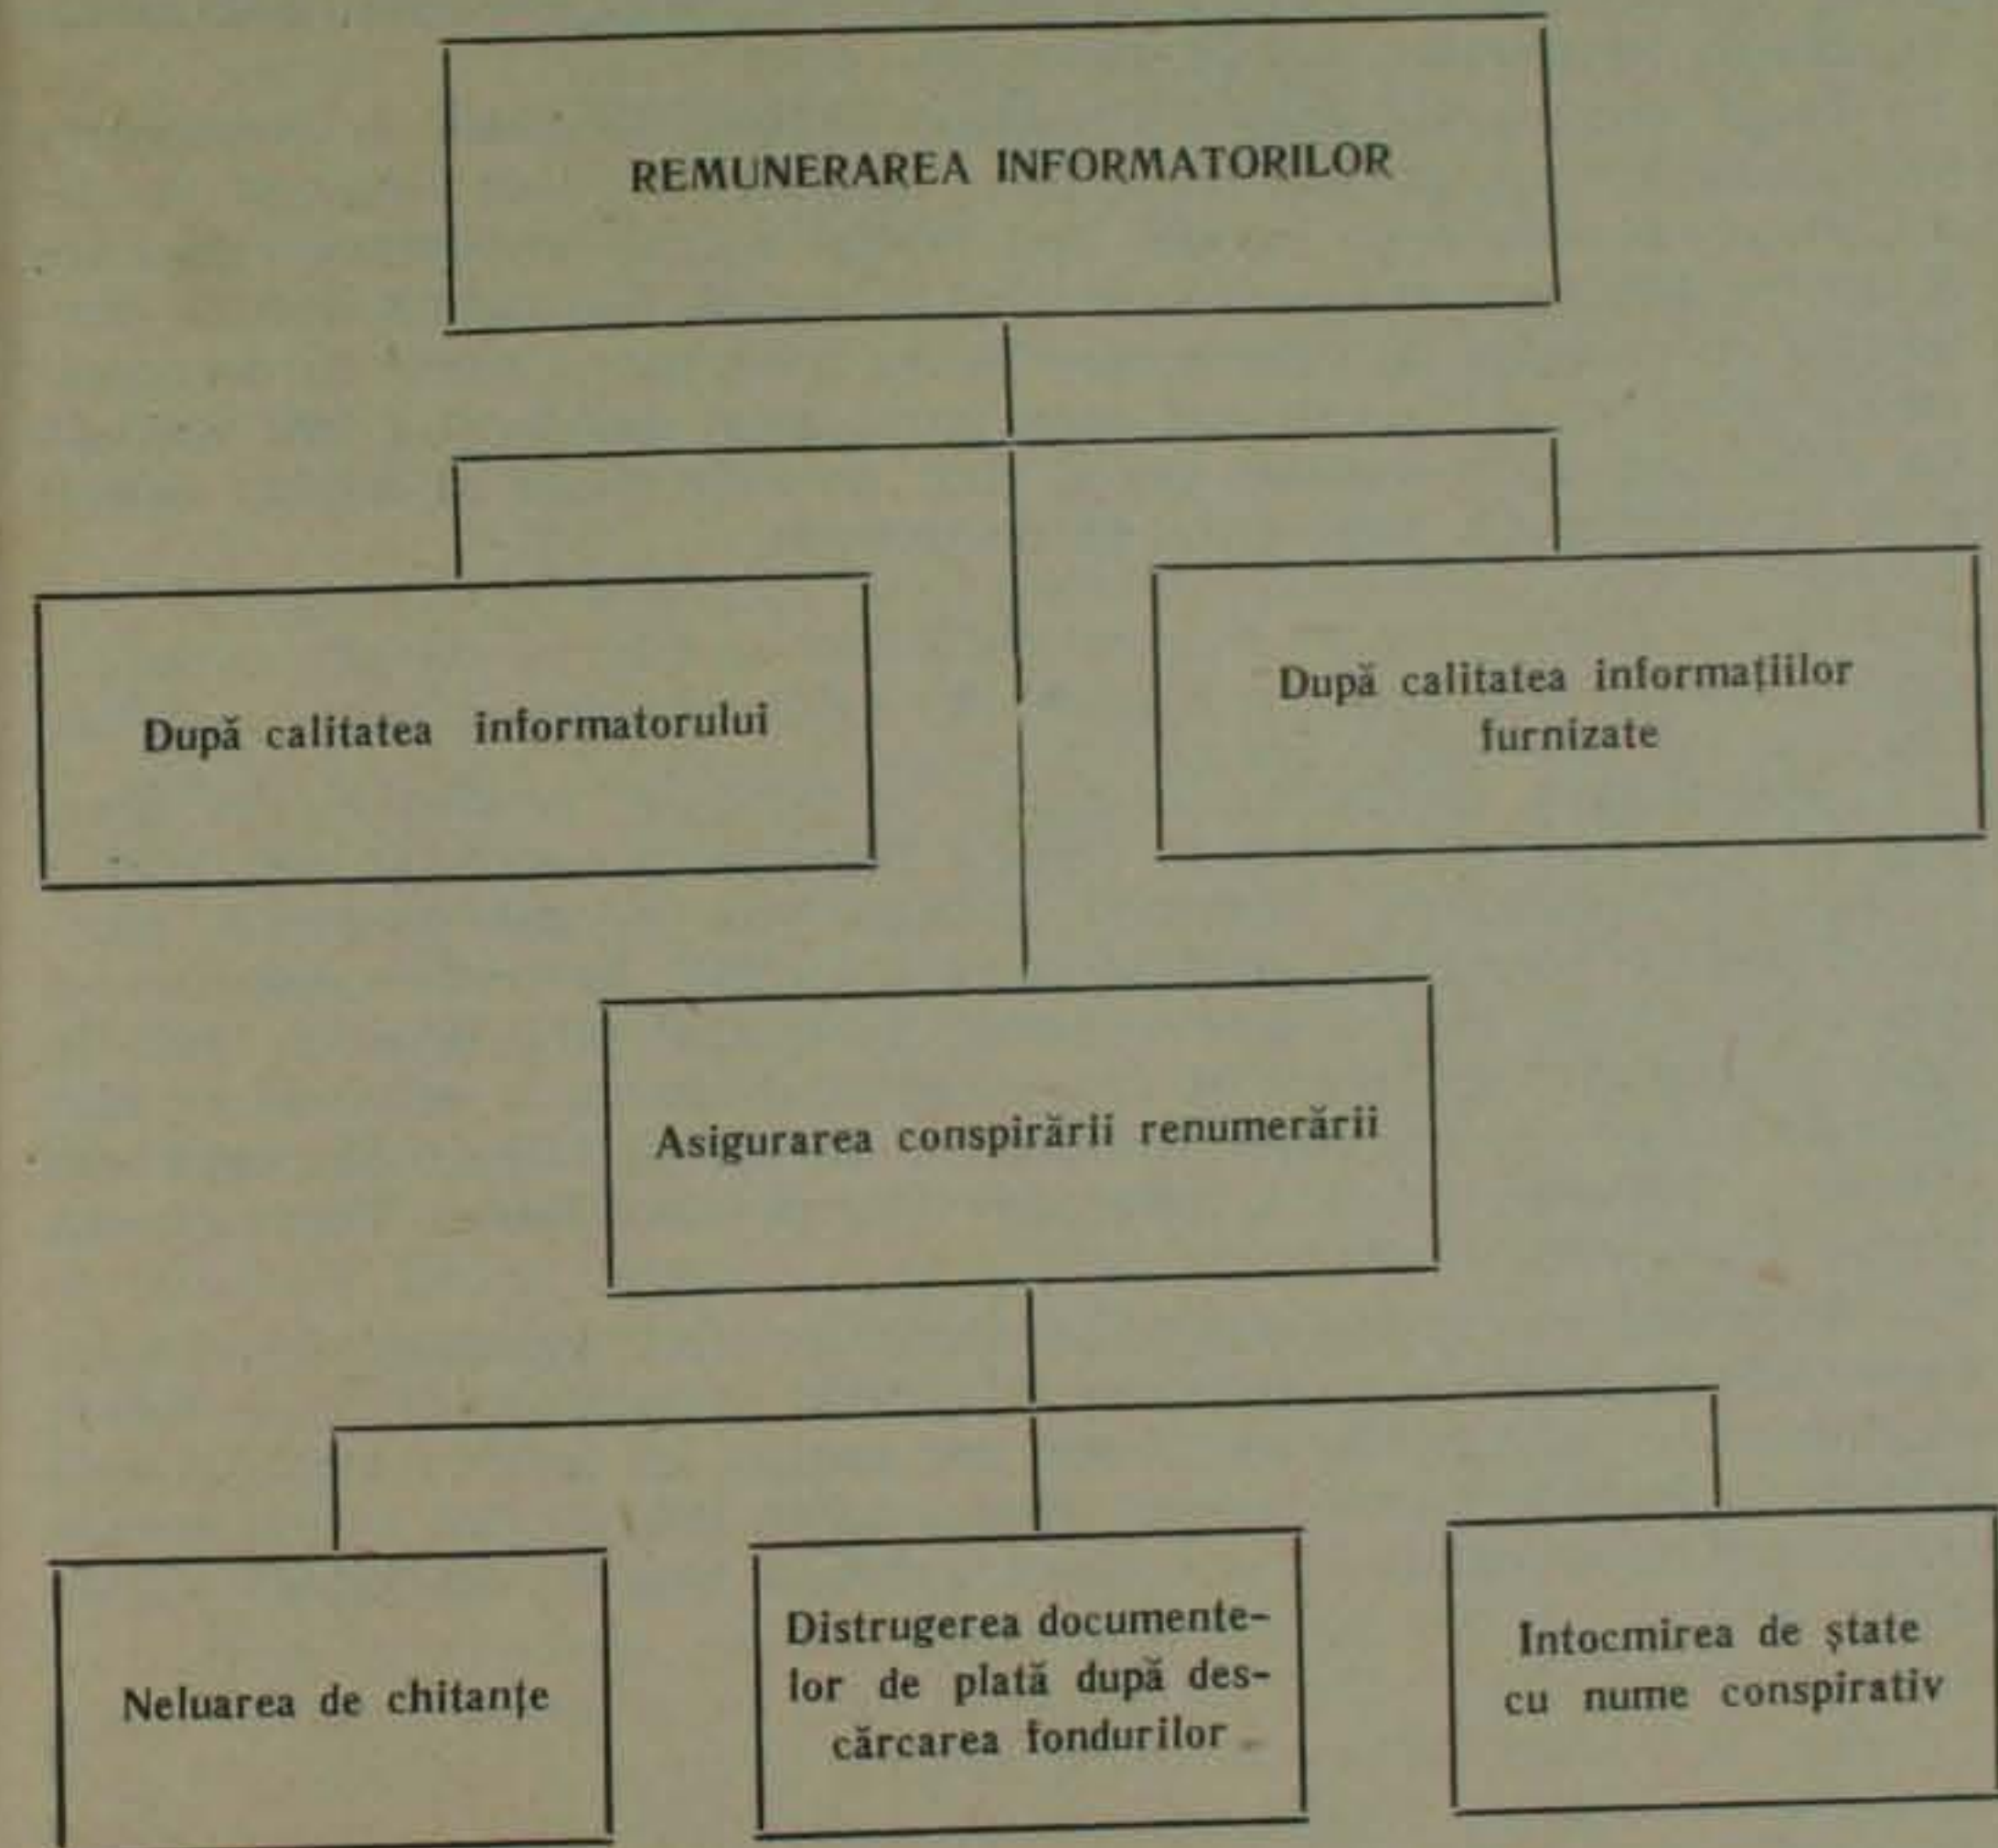 REMUNERAREA INFORMATORILOR
După calitatea informatorului
După calitatea informațiilor
furnizate
Asigurarea conspirării renumerării
Neluarea de chitanțe
Distrugerea documente-
lor de plată după des-
cărcarea fondurilor
Intocmirea de ștate
cu nume conspirativ